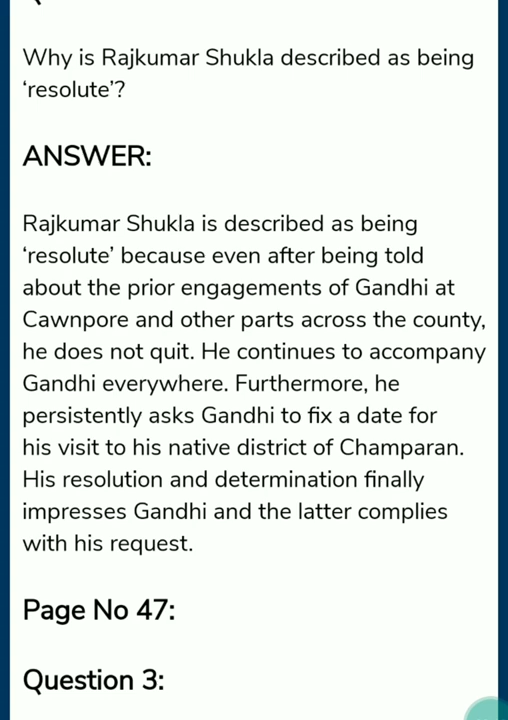 Why is Rajkumar Shukla described as being
‘resolute’?
ANSWER:
Rajkumar Shukla is described as being
‘resolute’ because even after being told
about the prior engagements of Gandhi at
Cawnpore and other parts across the county,
he does not quit. He continues to accompany
Gandhi everywhere. Furthermore, he
persistently asks Gandhi to fix a date for
his visit to his native district of Champaran.
His resolution and determination finally
impresses Gandhi and the latter complies
with his request.
Page No 47:
Question 3: